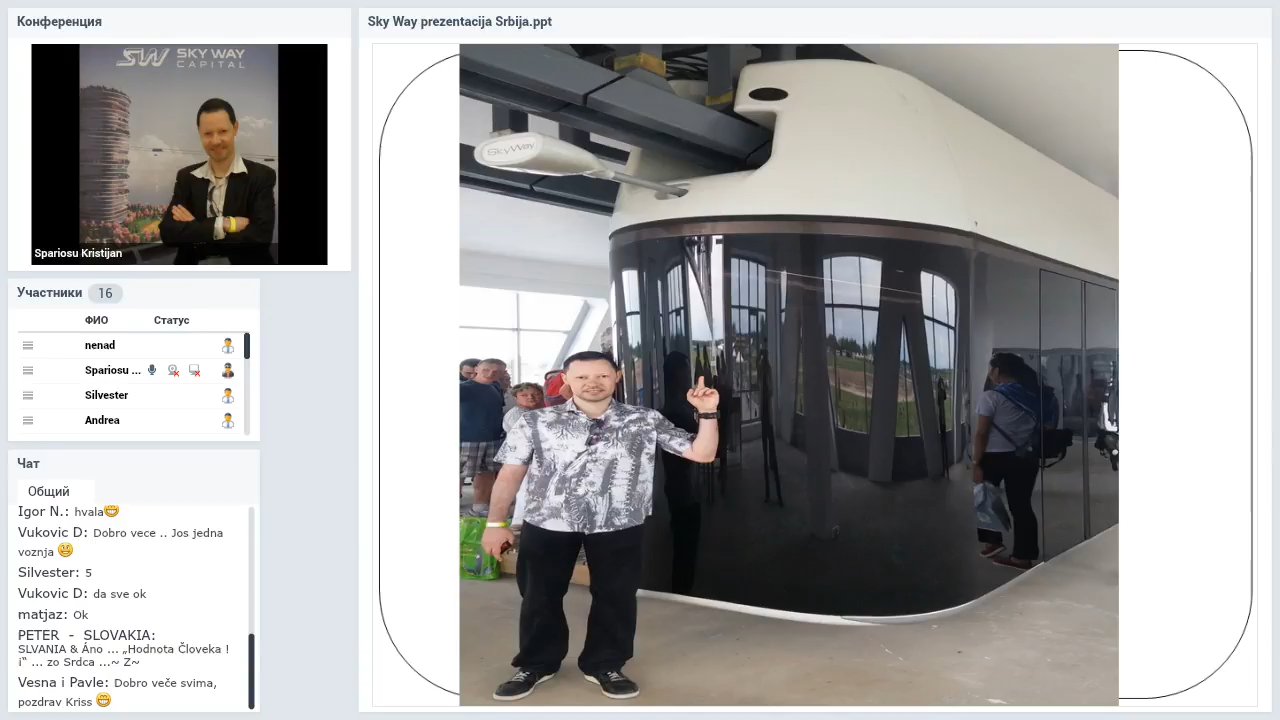 Конференция
SW SKY WAY
CAPITAL
Spariosu Kristijan
Участники 16
ФИО Статус
nenad
Spariosu ...
Silvester
Andrea
Чат
Общий
Igor N.: hvala
Vukovic D: Dobro vece .. Jos jedna
voznja
Silvester: 5
Vukovic D: da sve ok
matjaz: Ok
PETER - SLOVAKIA:
SLVANIA & Áno ... „Hodnota Človeka !
i“ ... zo Srdca ...~ Z~
Vesna i Pavle: Dobro veče svima,
pozdrav Kriss
Sky Way prezentacija Srbija.ppt
SkyWay